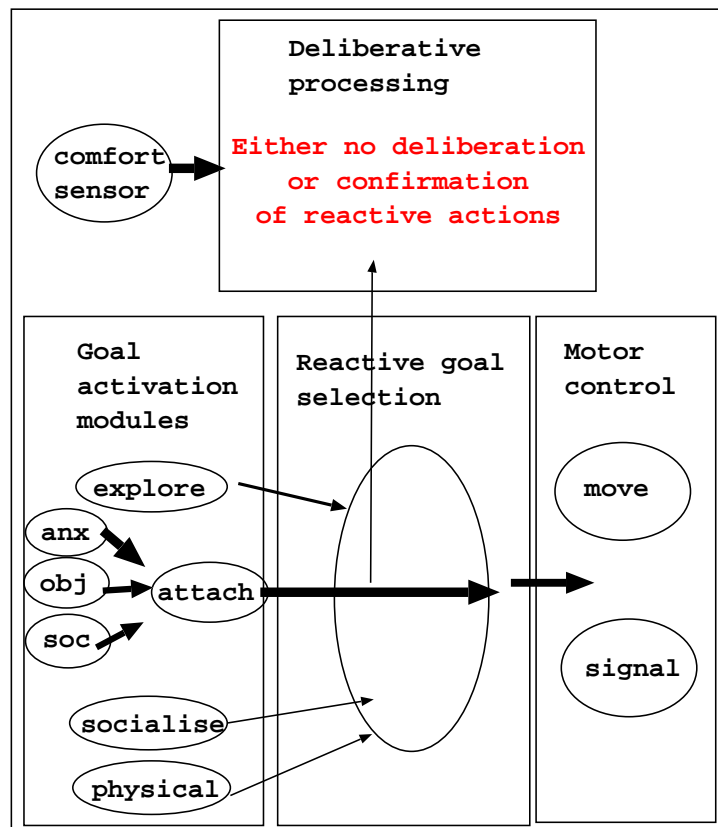 Deliberative
processing
Either no deliberation
or confirmation
of reactive actions
comfort
sensor
Goal
activation
modules
Reactive goal
selection
Motor
control
explore
anx
obj
soc
attach
socialise
physical
move
signal